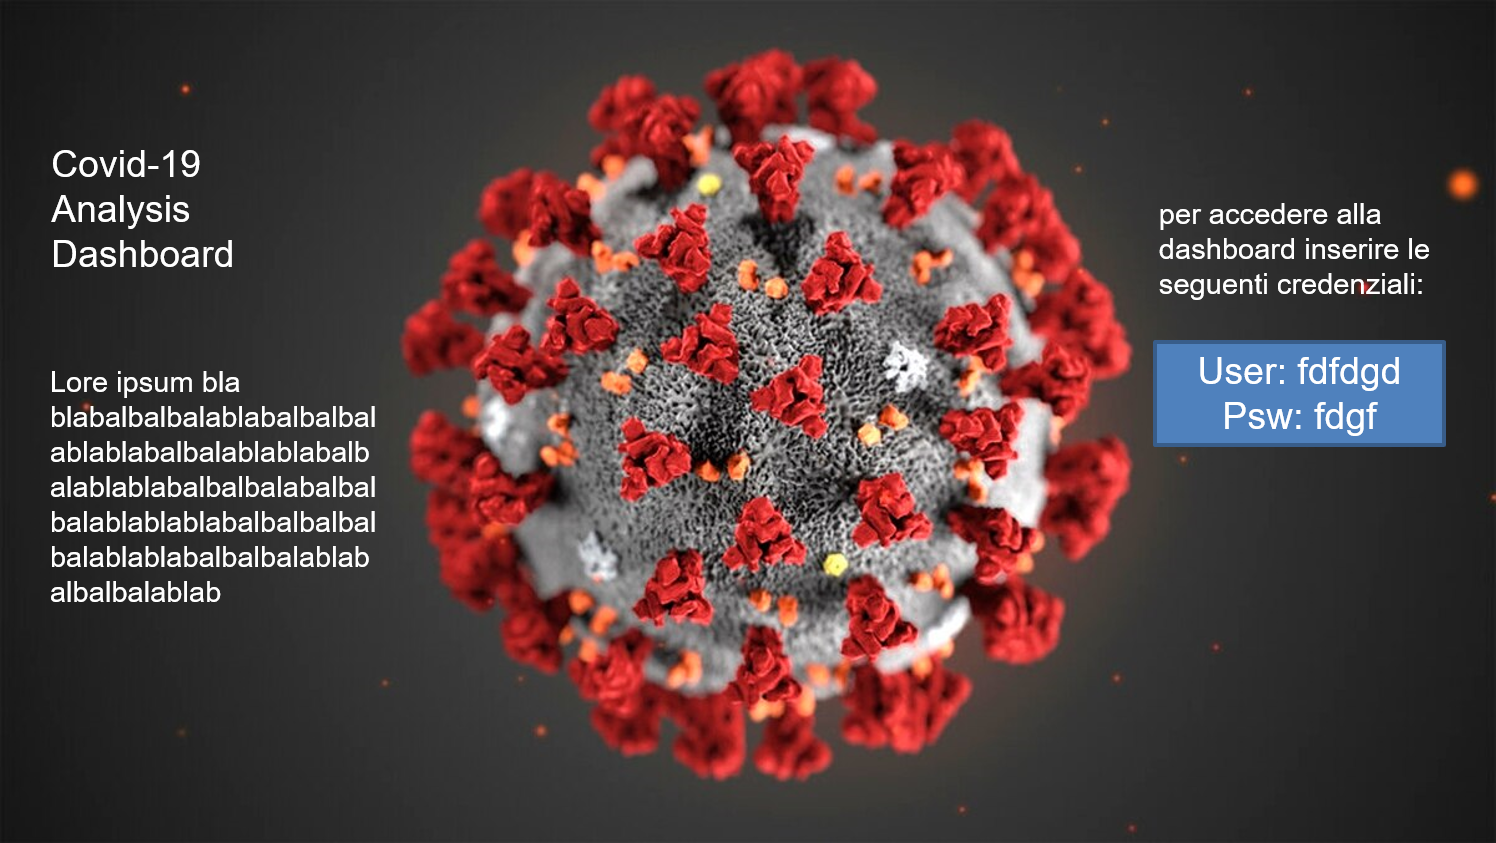 Covid-19
Analysis
Dashboard
Lore ipsum bla
blabalbalbalablabalbalbal
ablablabalbalablablabalb
alablablabalbalbalabalbal
balablablablabalbalbalbal
balablablabalbalbalablab
albalbalablab
per accedere alla
dashboard inserire le
seguenti credenziali:
User: fdfdgd
Psw: fdgf